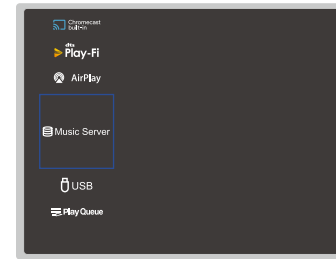 Chromecast
built-in
dts
Play-Fi
AirPlay
Music Server
USB
Play Queue